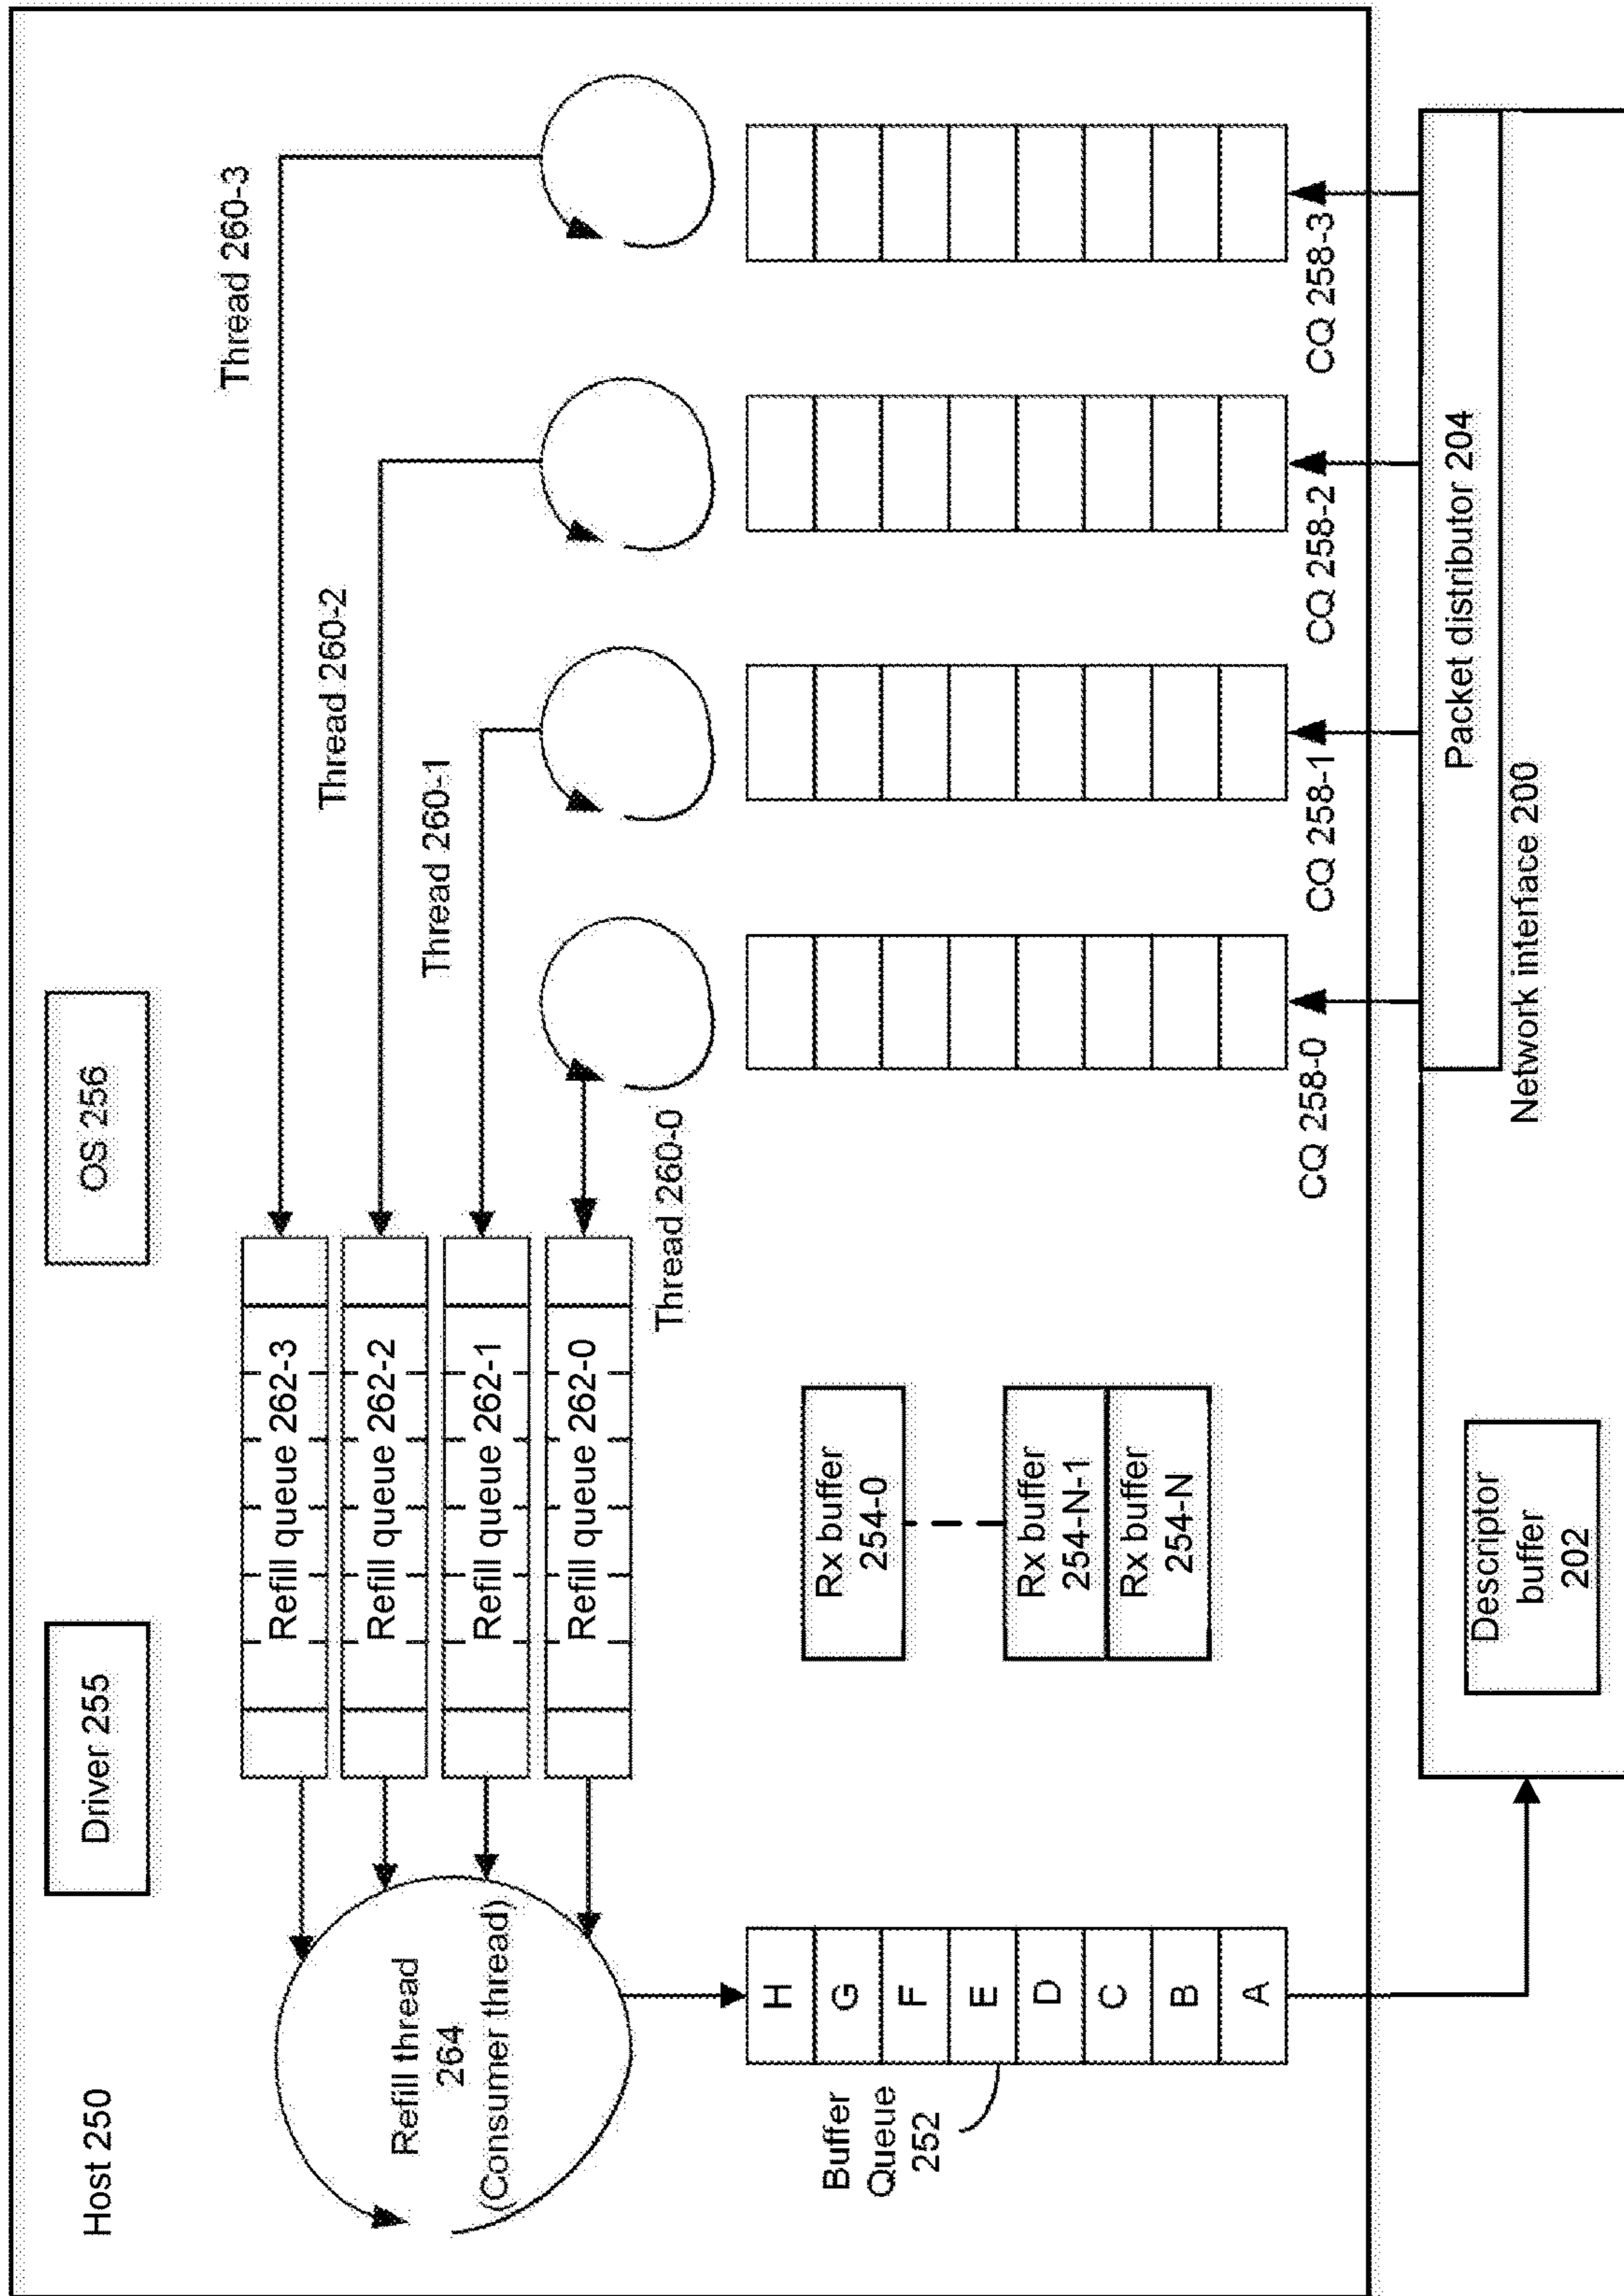 Host 250
Driver 255
OS 256
Thread 260-3
Refill queue 262-3
Thread 260-2
Refill queue 262-2
Thread 260-1
Refill queue 262-1
Refill queue 262-0
Thread 260-0
Refill thread
264
(Consumer thread)
Buffer
Queue
252
H
G
F
E
D
C
B
A
Rx buffer
254-0
Rx buffer
254-N-1
Rx buffer
254-N
CQ 258-0
CQ 258-1
CQ 258-2
CQ 258-3
Packet distributor 204
Network interface 200
Descriptor
buffer
202